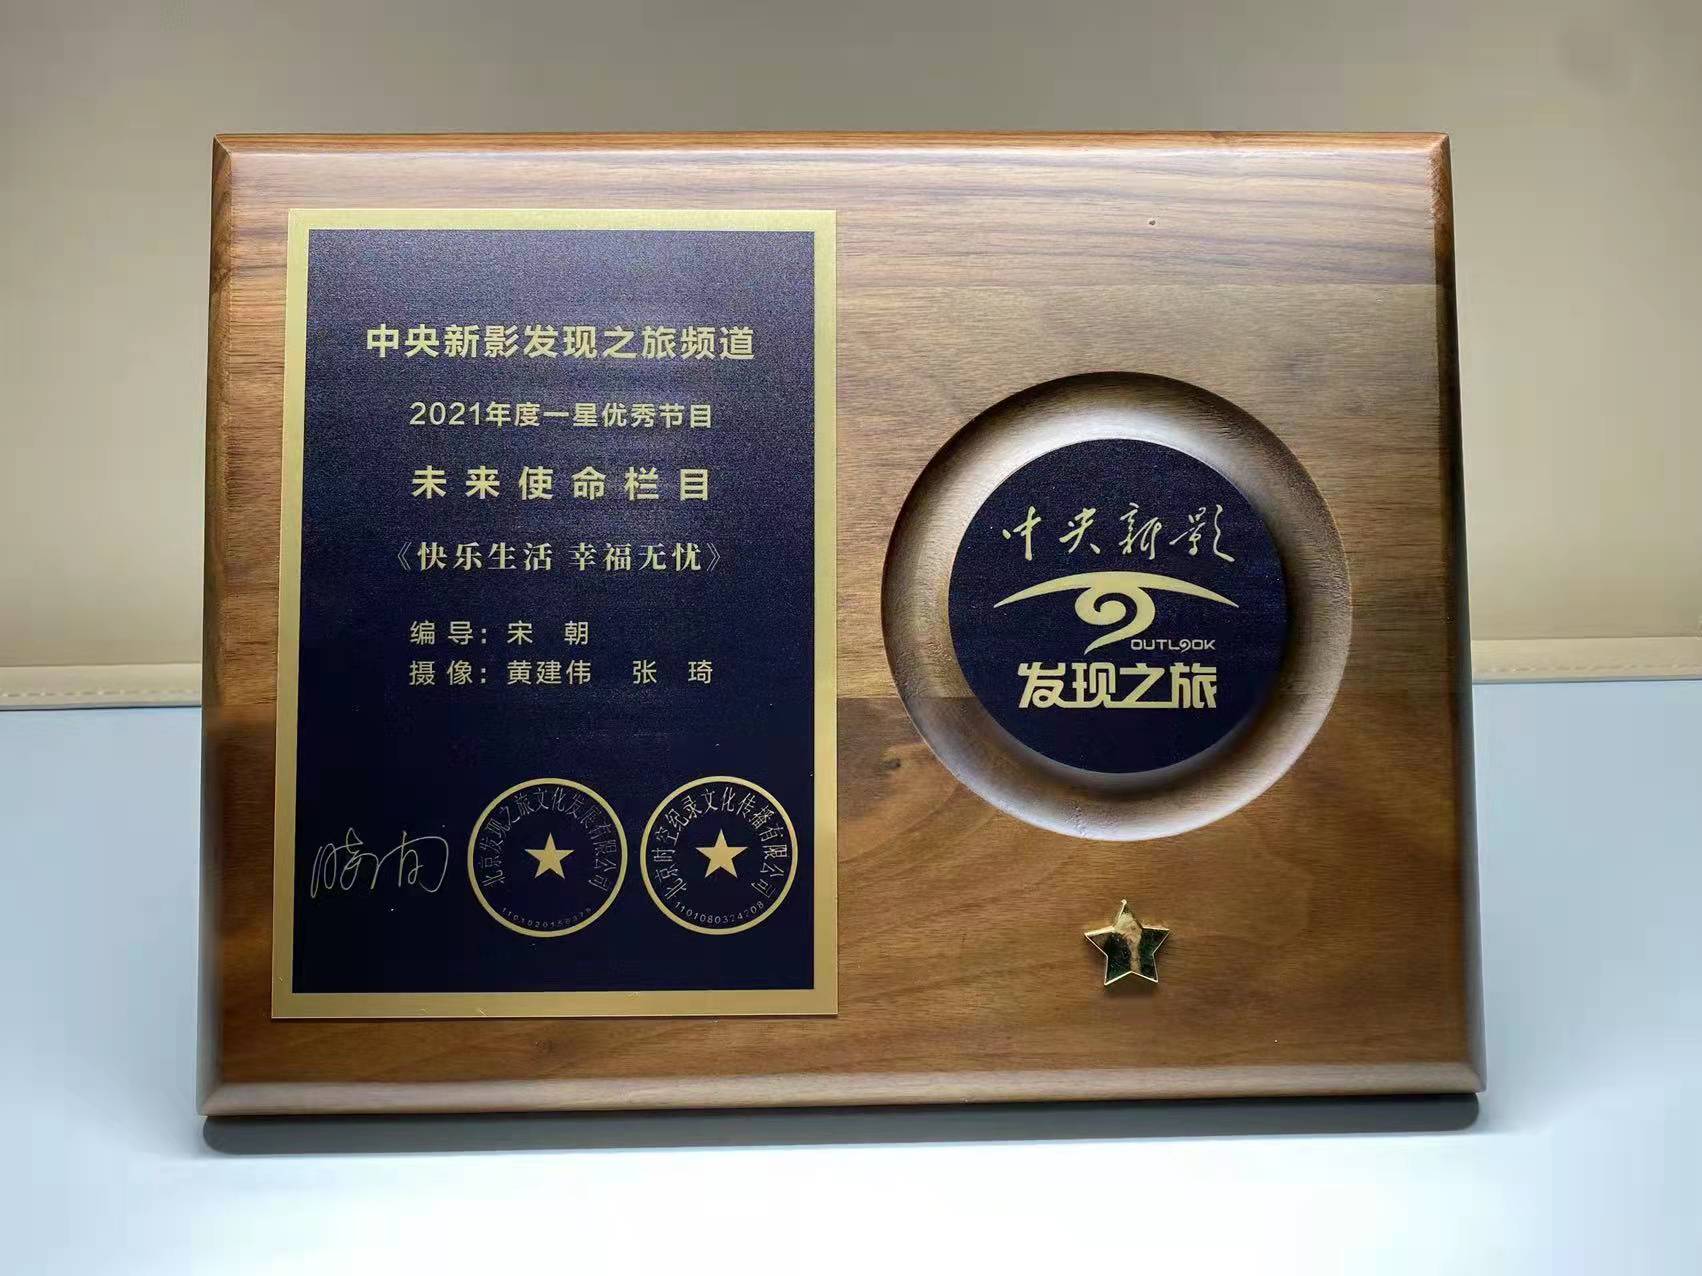 中央新影发现之旅频道
2021年度一星优秀节目
未来使命栏目
《快乐生活 幸福无忧》
编导：宋 朝
摄像：黄建伟 张 琦
北京发现之旅文化发展有限公司
北京时空纪录文化传播有限公司
1101080324208
中央新影
OUTLOOK
发现之旅